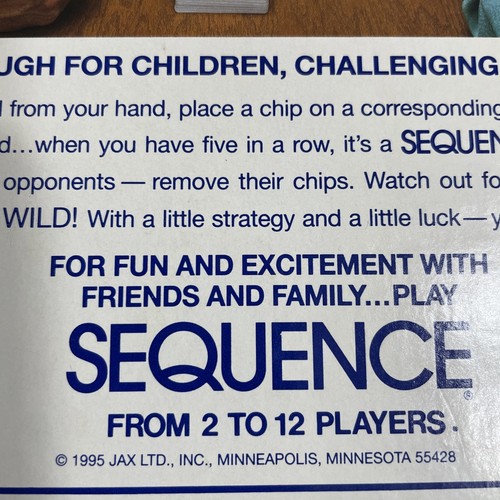 UGH FOR CHILDREN, CHALLENGING
from your hand, place a chip on a corresponding
d...when you have five in a row, it's a SEQUEN
opponents — remove their chips. Watch out fo
WILD! With a little strategy and a little luck — y
FOR FUN AND EXCITEMENT WITH
FRIENDS AND FAMILY...PLAY
SEQUENCE®
FROM 2 TO 12 PLAYERS.
© 1995 JAX LTD., INC., MINNEAPOLIS, MINNESOTA 55428